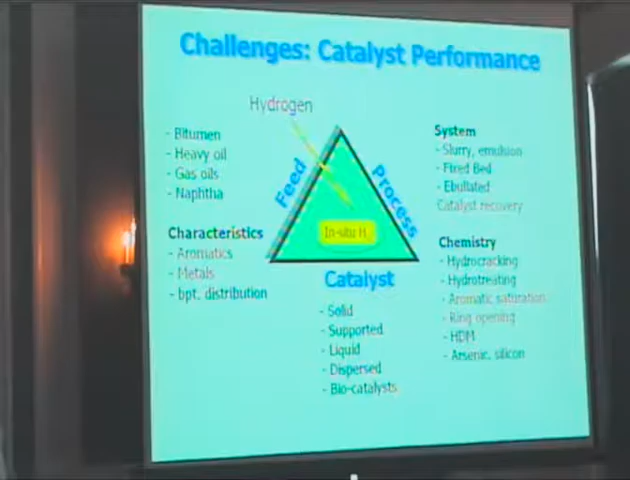 Challenges: Catalyst Performance
Hydrogen
- Bitumen
- Heavy oil
- Gas oils
- Naphtha
Characteristics
- Aromatics
- Metals
- bpt. distribution
Feed
Process
In-situ H
Catalyst
- Solid
- Supported
- Liquid
- Dispersed
- Bio-catalysts
System
- Slurry, emulsion
- Fixed Bed
- Ebullated
Catalyst recovery
Chemistry
- Hydrocracking
- Hydrotreating
- Aromatic saturation
- Ring opening
- HDM
- Arsenic, silicon